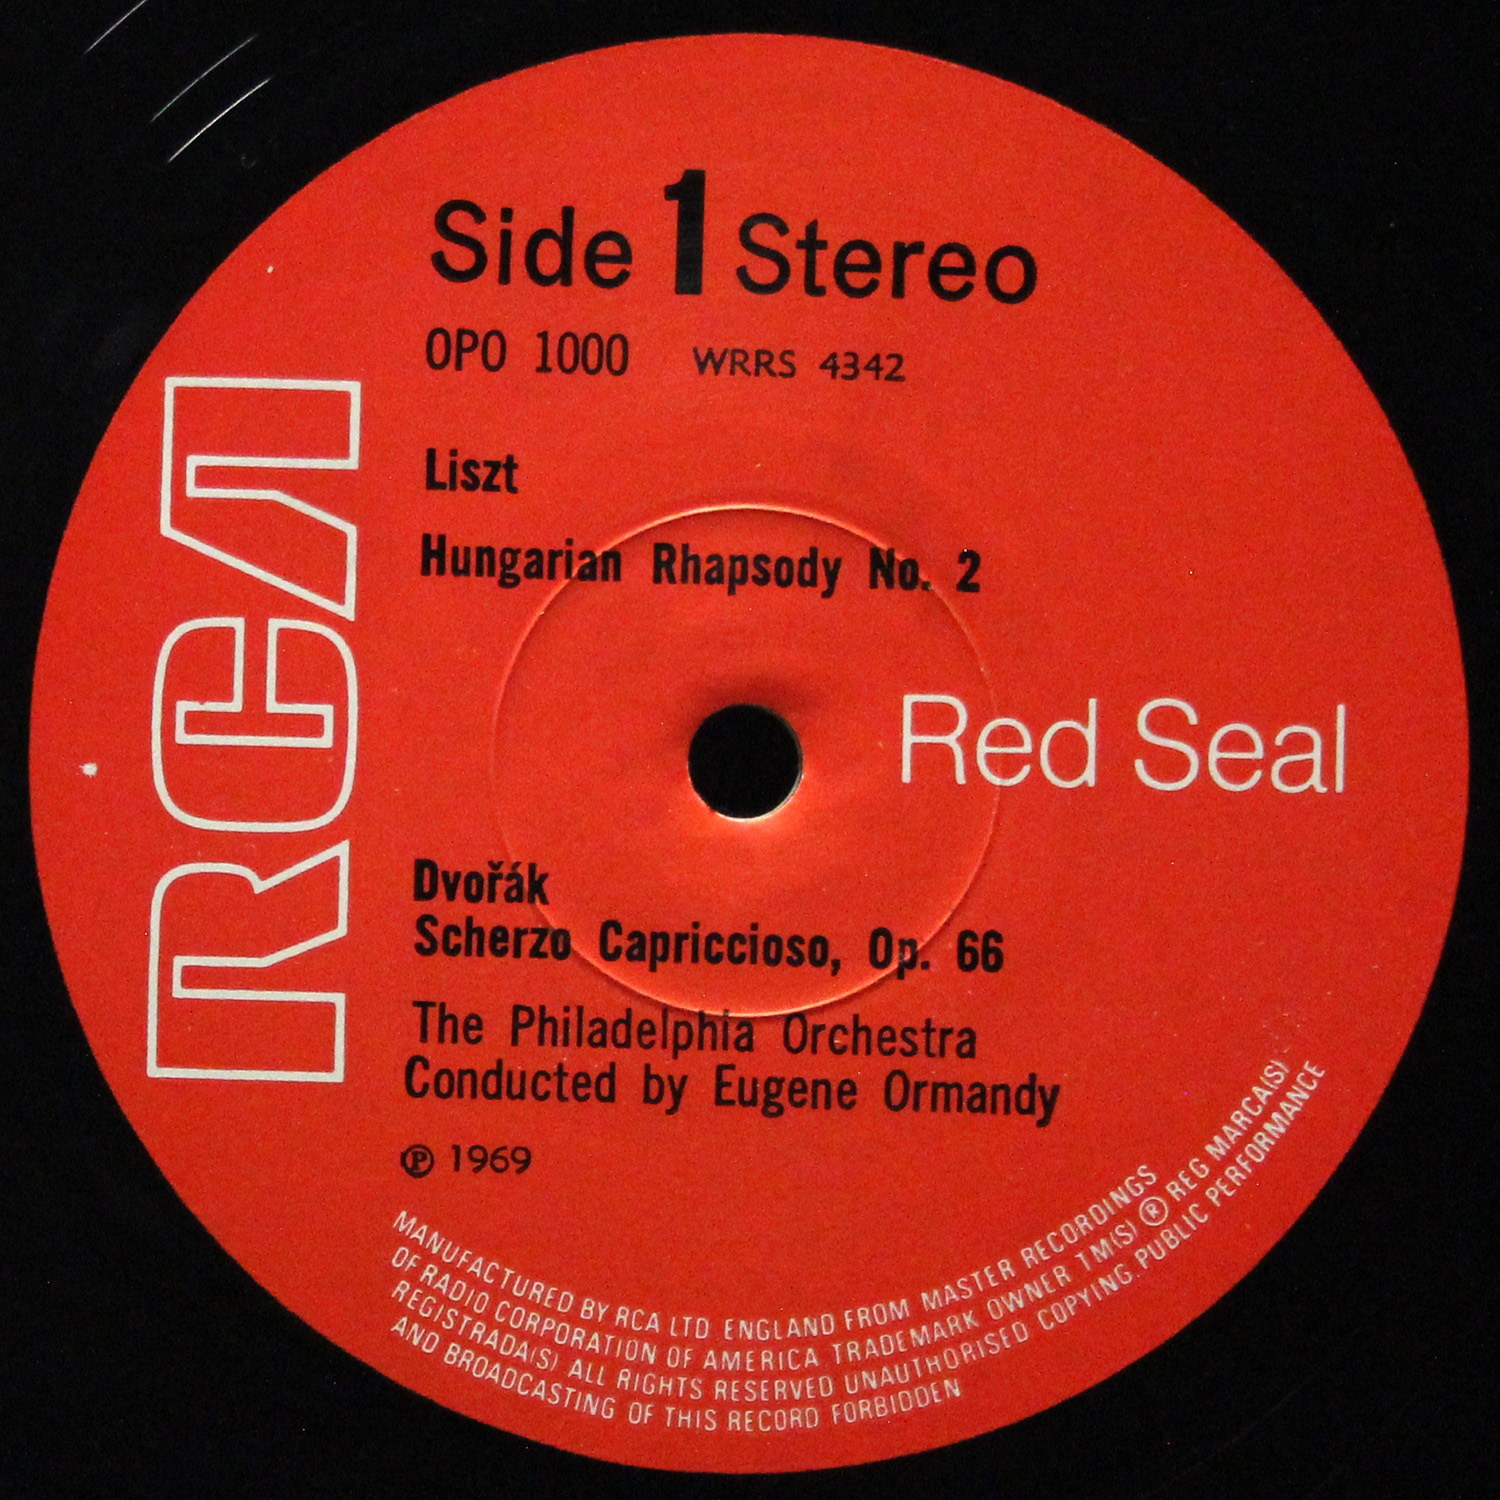 Side 1 Stereo
OPO 1000 WRRS 4342
Liszt
Hungarian Rhapsody No. 2
RCA
Red Seal
Dvořák
Scherzo Capriccioso, Op. 66
The Philadelphia Orchestra
Conducted by Eugene Ormandy
℗ 1969
MANUFACTURED BY RCA LTD ENGLAND FROM MASTER RECORDINGS
OF RADIO CORPORATION OF AMERICA TRADEMARK OWNER TM(S) ® REG MARCA(S)
REGISTRADA(S) ALL RIGHTS RESERVED UNAUTHORISED COPYING. PUBLIC PERFORMANCE
AND BROADCASTING OF THIS RECORD FORBIDDEN